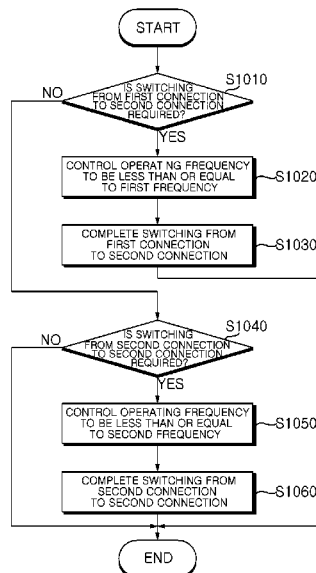 START
S1010
IS SWITCHING
FROM FIRST CONNECTION
TO SECOND CONNECTION
REQUIRED?
NO
YES
CONTROL OPERAT NG FREQUENCY
TO BE LESS THAN OR EQUAL
TO FIRST FREQUENCY
S1020
COMPLETE SWITCHING FROM
FIRST CONNECTION
TO SECOND CONNECTION
S1030
S1040
IS SWITCHING
FROM SECOND CONNECTION
TO SECOND CONNECTION
REQUIRED?
NO
YES
CONTROL OPERATING FREQUENCY
TO BE LESS THAN OR EQUAL
TO SECOND FREQUENCY
S1050
COMPLETE SWITCHING FROM
SECOND CONNECTION
TO SECOND CONNECTION
S1060
END